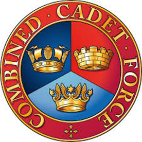 COMBINED · CADET · FORCE